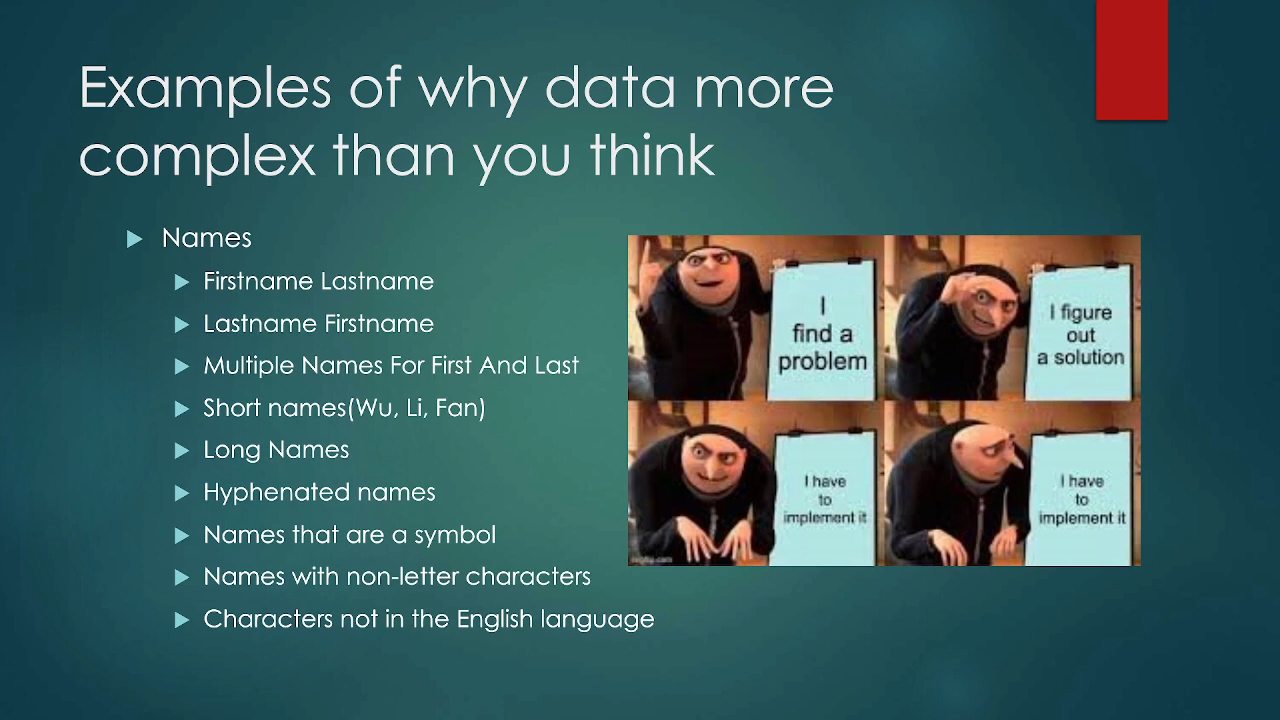 Examples of why data more
complex than you think
Names
Firstname Lastname
Lastname Firstname
Multiple Names For First And Last
Short names(Wu, Li, Fan)
Long Names
Hyphenated names
Names that are a symbol
Names with non-letter characters
Characters not in the English language
I
find a
problem
I figure
out
a solution
I have
to
implement it
I have
to
implement it